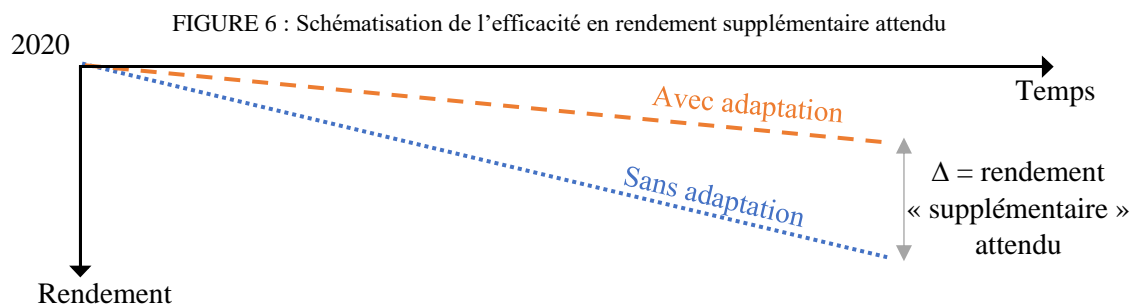 FIGURE 6 : Schématisation de l’efficacité en rendement supplémentaire attendu
2020
Temps
Avec adaptation
Sans adaptation
Δ = rendement
« supplémentaire »
attendu
Rendement